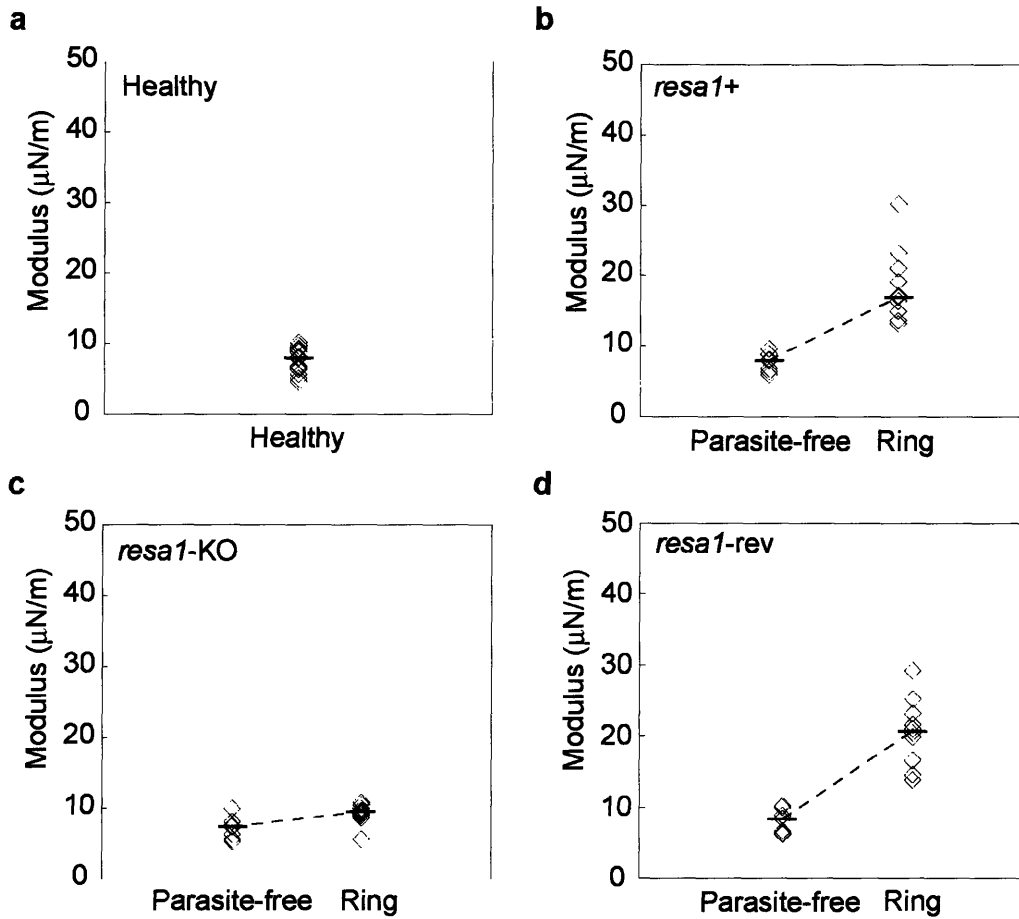 a
50
40
30
20
10
0
Modulus (μN/m)
Healthy
Healthy
b
50
40
30
20
10
0
Modulus (μN/m)
resa1+
Parasite-free Ring
c
50
40
30
20
10
0
Modulus (μN/m)
resa1-KO
Parasite-free Ring
d
50
40
30
20
10
0
Modulus (μN/m)
resa1-rev
Parasite-free Ring